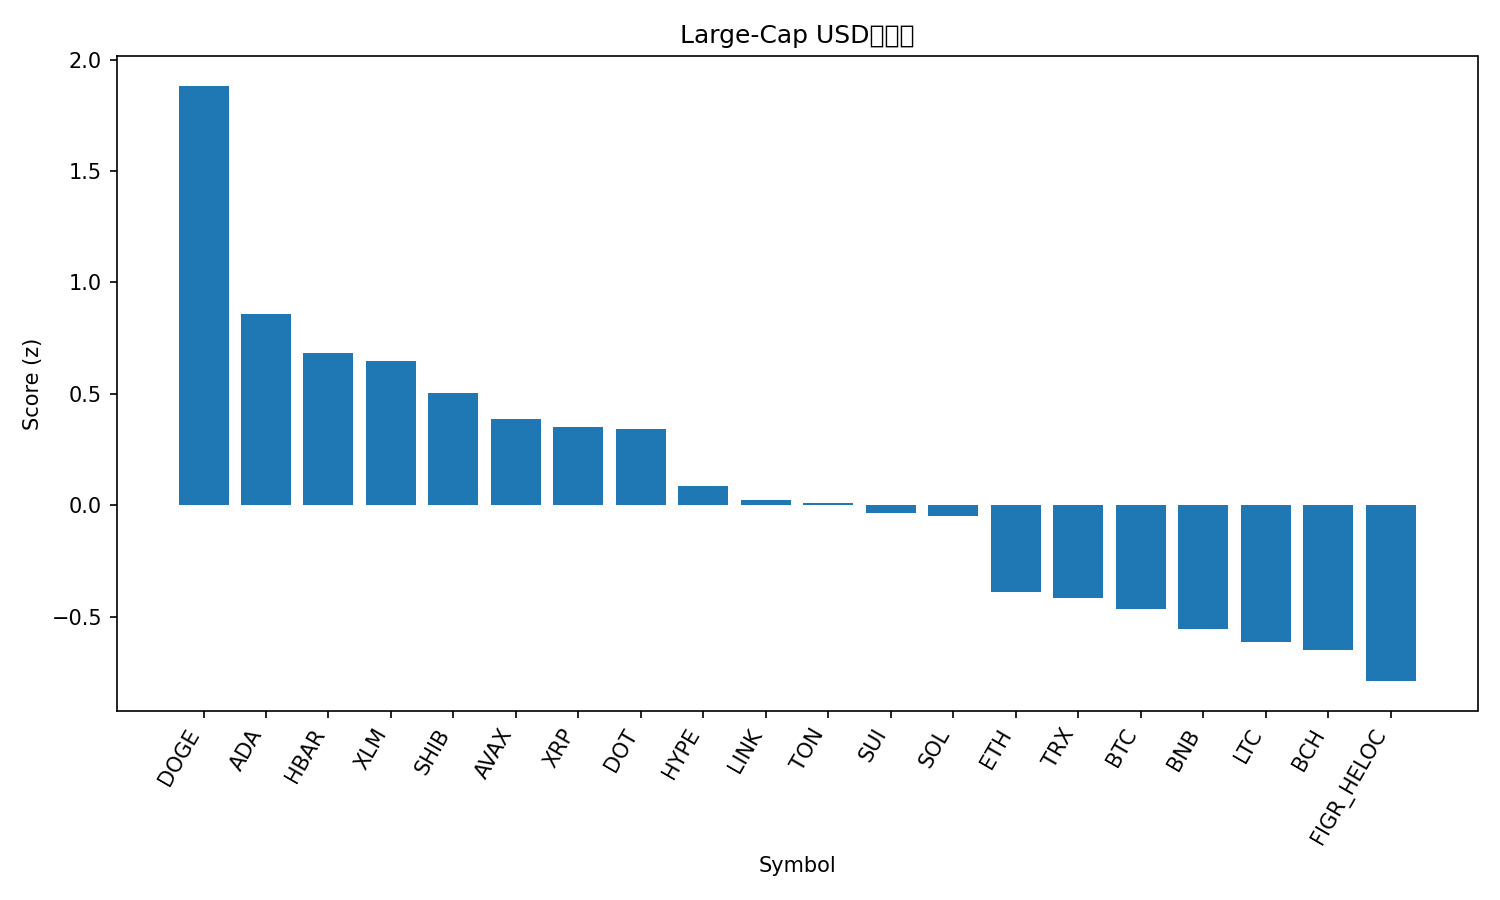 Large-Cap USD
Score (z)
2.0
1.5
1.0
0.5
0.0
−0.5
DOGE
ADA
HBAR
XLM
SHIB
AVAX
XRP
DOT
HYPE
LINK
TON
SUI
SOL
ETH
TRX
BTC
BNB
LTC
BCH
FIGR_HELOC
Symbol